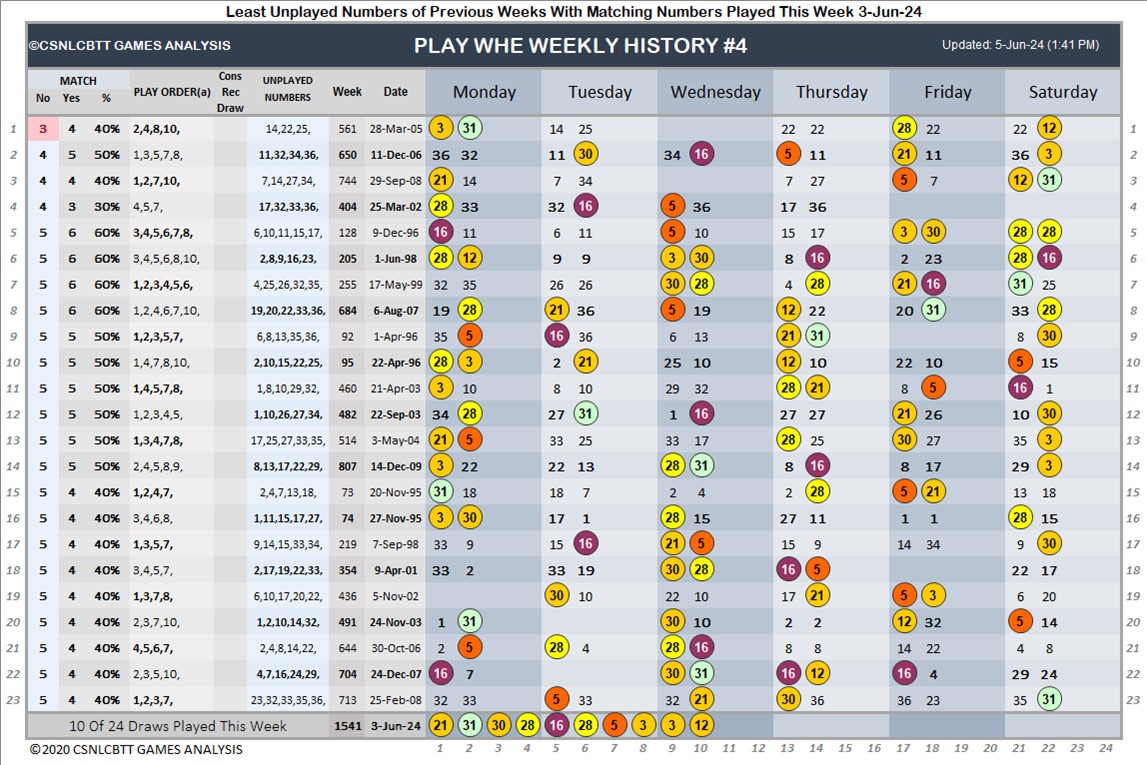 Least Unplayed Numbers of Previous Weeks With Matching Numbers Played This Week 3-Jun-24
©CSNLCBTT GAMES ANALYSIS PLAY WHE WEEKLY HISTORY #4 Updated: 5-Jun-24 (1:41 PM)
MATCH PLAY ORDER(a) Cons Rec Draw UNPLAYED NUMBERS Week Date Monday Tuesday Wednesday Thursday Friday Saturday
No Yes %
1 3 4 40% 2,4,8,10, 14,22,25, 561 28-Mar-05 3 31 14 25 22 22 28 22 22 12 1
2 4 5 50% 1,3,5,7,8, 11,32,34,36, 650 11-Dec-06 36 32 11 30 34 16 5 11 21 11 36 3 2
3 4 4 40% 1,2,7,10, 7,14,27,34, 744 29-Sep-08 21 14 7 34 7 27 5 7 12 31 3
4 4 3 30% 4,5,7, 17,32,33,36, 404 25-Mar-02 28 33 32 16 5 36 17 36 4
5 5 6 60% 3,4,5,6,7,8, 6,10,11,15,17, 128 9-Dec-96 16 11 6 11 5 10 15 17 3 30 28 28 5
6 5 6 60% 3,4,5,6,8,10, 2,8,9,16,23, 205 1-Jun-98 28 12 9 9 3 30 8 16 2 23 28 16 6
7 5 6 60% 1,2,3,4,5,6, 4,25,26,32,35, 255 17-May-99 32 35 26 26 30 28 4 28 21 16 31 25 7
8 5 6 60% 1,2,4,6,7,10, 19,20,22,33,36, 684 6-Aug-07 19 28 21 36 5 19 12 22 20 31 33 28 8
9 5 5 50% 1,2,3,5,7, 6,8,13,35,36, 92 1-Apr-96 35 5 16 36 6 13 21 31 8 30 9
10 5 5 50% 1,4,7,8,10, 2,10,15,22,25, 95 22-Apr-96 28 3 2 21 25 10 12 10 22 10 5 15 10
11 5 5 50% 1,4,5,7,8, 1,8,10,29,32, 460 21-Apr-03 3 10 8 10 29 32 28 21 8 5 16 1 11
12 5 5 50% 1,2,3,4,5, 1,10,26,27,34, 482 22-Sep-03 34 28 27 31 1 16 27 27 21 26 10 30 12
13 5 5 50% 1,3,4,7,8, 17,25,27,33,35, 514 3-May-04 21 5 33 25 33 17 28 25 30 27 35 3 13
14 5 5 50% 2,4,5,8,9, 8,13,17,22,29, 807 14-Dec-09 3 22 22 13 28 31 8 16 8 17 29 3 14
15 5 4 40% 1,2,4,7, 2,4,7,13,18, 73 20-Nov-95 31 18 18 7 2 4 2 28 5 21 13 18 15
16 5 4 40% 3,4,6,8, 1,11,15,17,27, 74 27-Nov-95 3 30 17 1 28 15 27 11 1 1 28 15 16
17 5 4 40% 1,3,5,7, 9,14,15,33,34, 219 7-Sep-98 33 9 15 16 21 5 15 9 14 34 9 30 17
18 5 4 40% 3,4,5,7, 2,17,19,22,33, 354 9-Apr-01 33 2 33 19 30 28 16 5 22 17 18
19 5 4 40% 1,3,7,8, 6,10,17,20,22, 436 5-Nov-02 30 10 22 10 17 21 5 3 6 20 19
20 5 4 40% 2,3,7,10, 1,2,10,14,32, 491 24-Nov-03 1 31 30 10 2 2 12 32 5 14 20
21 5 4 40% 4,5,6,7, 2,4,8,14,22, 644 30-Oct-06 2 5 28 4 28 16 8 8 14 22 4 8 21
22 5 4 40% 2,3,5,10, 4,7,16,24,29, 704 24-Dec-07 16 7 30 31 16 12 16 4 29 24 22
23 5 4 40% 1,2,3,7, 23,32,33,35,36, 713 25-Feb-08 32 33 5 33 32 21 30 36 36 23 35 31 23
10 Of 24 Draws Played This Week 1541 3-Jun-24 21 31 30 28 16 28 5 3 3 12
©2020 CSNLCBTT GAMES ANALYSIS 1 2 3 4 5 6 7 8 9 10 11 12 13 14 15 16 17 18 19 20 21 22 23 24